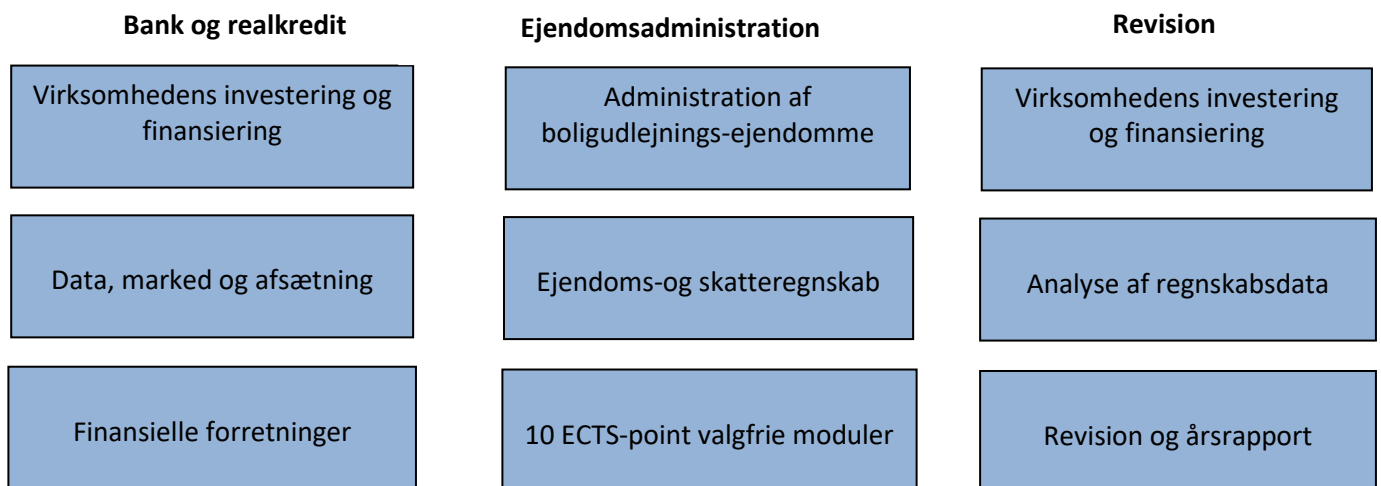 Bank og realkredit
Virksomhedens investering og
finansiering
Data, marked og afsætning
Finansielle forretninger
Ejendomsadministration
Administration af
boligudlejnings-ejendomme
Ejendoms-og skatteregnskab
10 ECTS-point valgfrie moduler
Revision
Virksomhedens investering
og finansiering
Analyse af regnskabsdata
Revision og årsrapport